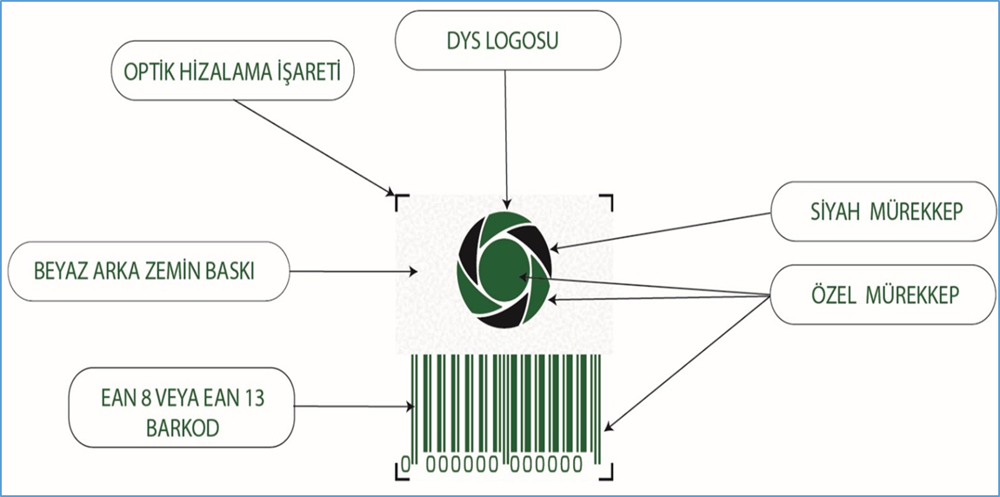 DYS LOGOSU
OPTİK HİZALAMA İŞARETİ
SİYAH MÜREKKEP
BEYAZ ARKA ZEMİN BASKI
ÖZEL MÜREKKEP
EAN 8 VEYA EAN 13
BARKOD
0 000000 000000